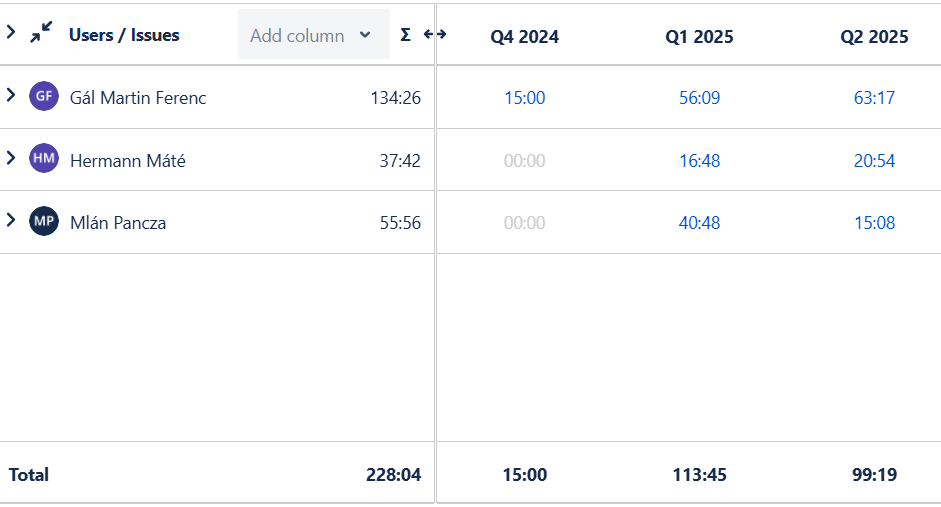 Users / Issues Add column Σ Q4 2024 Q1 2025 Q2 2025
GF Gál Martin Ferenc 134:26 15:00 56:09 63:17
HM Hermann Máté 37:42 00:00 16:48 20:54
MP Mlán Pancza 55:56 00:00 40:48 15:08
Total 228:04 15:00 113:45 99:19